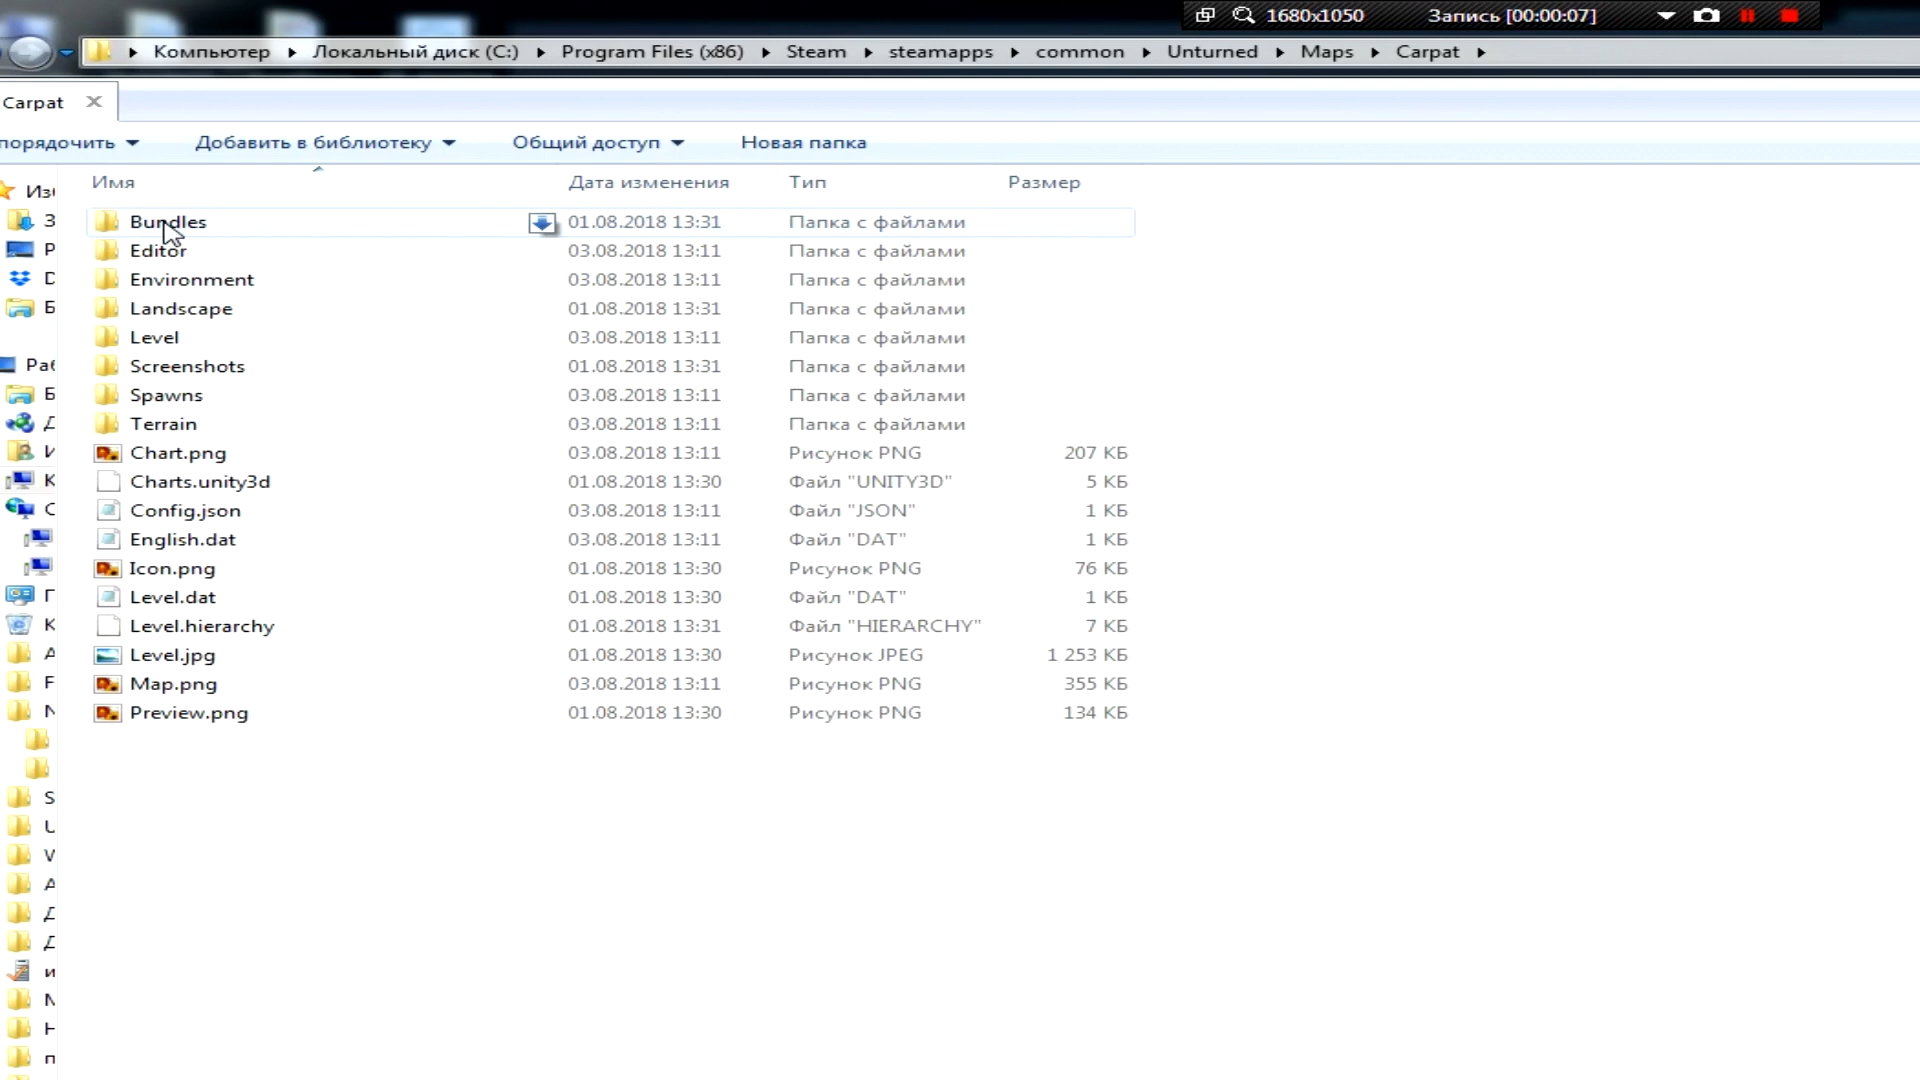 1680x1050 Запись [00:00:07]
Компьютер Локальный диск (C:) Program Files (x86) Steam steamapps common Unturned Maps Carpat
Carpat
порядочить Добавить в библиотеку Общий доступ Новая папка
Имя Дата изменения Тип Размер
Bundles 01.08.2018 13:31 Папка с файлами
Editor 03.08.2018 13:11 Папка с файлами
Environment 03.08.2018 13:11 Папка с файлами
Landscape 01.08.2018 13:31 Папка с файлами
Level 03.08.2018 13:11 Папка с файлами
Screenshots 01.08.2018 13:31 Папка с файлами
Spawns 03.08.2018 13:11 Папка с файлами
Terrain 03.08.2018 13:11 Папка с файлами
Chart.png 03.08.2018 13:11 Рисунок PNG 207 КБ
Charts.unity3d 01.08.2018 13:30 Файл "UNITY3D" 5 КБ
Config.json 03.08.2018 13:11 Файл "JSON" 1 КБ
English.dat 03.08.2018 13:11 Файл "DAT" 1 КБ
Icon.png 01.08.2018 13:30 Рисунок PNG 76 КБ
Level.dat 01.08.2018 13:30 Файл "DAT" 1 КБ
Level.hierarchy 01.08.2018 13:31 Файл "HIERARCHY" 7 КБ
Level.jpg 01.08.2018 13:30 Рисунок JPEG 1 253 КБ
Map.png 03.08.2018 13:11 Рисунок PNG 355 КБ
Preview.png 01.08.2018 13:30 Рисунок PNG 134 КБ